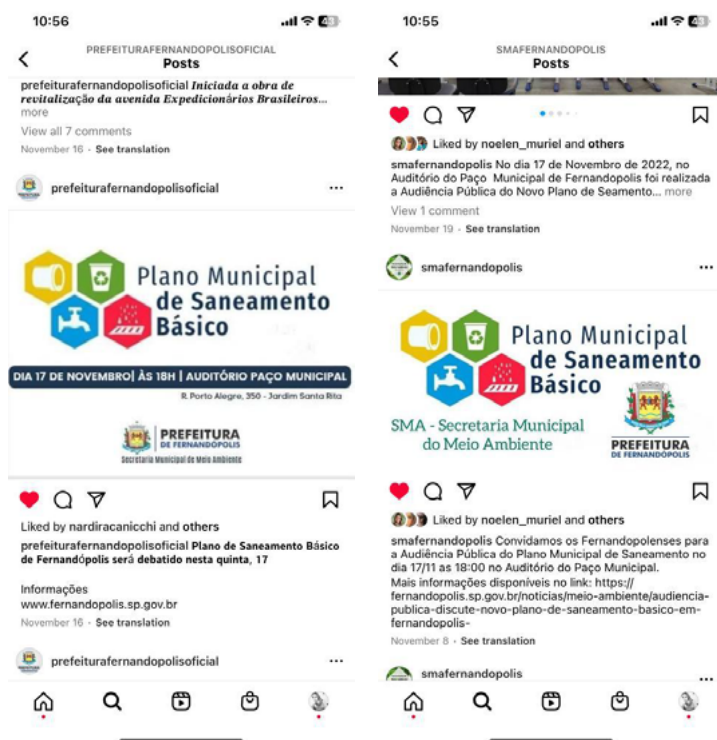 10:56
43
PREFEITURAFERNANDOPOLISOFICIAL
Posts
prefeiturafernandopolisoficial Iniciada a obra de
revitalização da avenida Expedicionários Brasileiros...
more
View all 7 comments
November 16 · See translation
prefeiturafernandopolisoficial
Plano Municipal
de Saneamento
Básico
DIA 17 DE NOVEMBRO| ÀS 18H | AUDITÓRIO PAÇO MUNICIPAL
R. Porto Alegre, 350 - Jardim Santa Rita
PREFEITURA
DE FERNANDÓPOLIS
Secretaria Municipal de Meio Ambiente
Liked by nardiracanicchi and others
prefeiturafernandopolisoficial Plano de Saneamento Básico
de Fernandópolis será debatido nesta quinta, 17
Informações
www.fernandopolis.sp.gov.br
November 16 · See translation
prefeiturafernandopolisoficial
10:55
43
SMAFERNANDOPOLIS
Posts
Liked by noelen_muriel and others
smafernandopolis No dia 17 de Novembro de 2022, no
Auditório do Paço Municipal de Fernandopolis foi realizada
a Audiência Pública do Novo Plano de Seamento... more
View 1 comment
November 19 · See translation
smafernandopolis
Plano Municipal
de Saneamento
Básico
SMA - Secretaria Municipal
do Meio Ambiente
PREFEITURA
DE FERNANDÓPOLIS
Liked by noelen_muriel and others
smafernandopolis Convidamos os Fernandopolenses para
a Audiência Pública do Plano Municipal de Saneamento no
dia 17/11 as 18:00 no Auditório do Paço Municipal.
Mais informações disponíveis no link: https://
fernandopolis.sp.gov.br/noticias/meio-ambiente/audiencia-
publica-discute-novo-plano-de-saneamento-basico-em-
fernandopolis-
November 8 · See translation
smafernandopolis